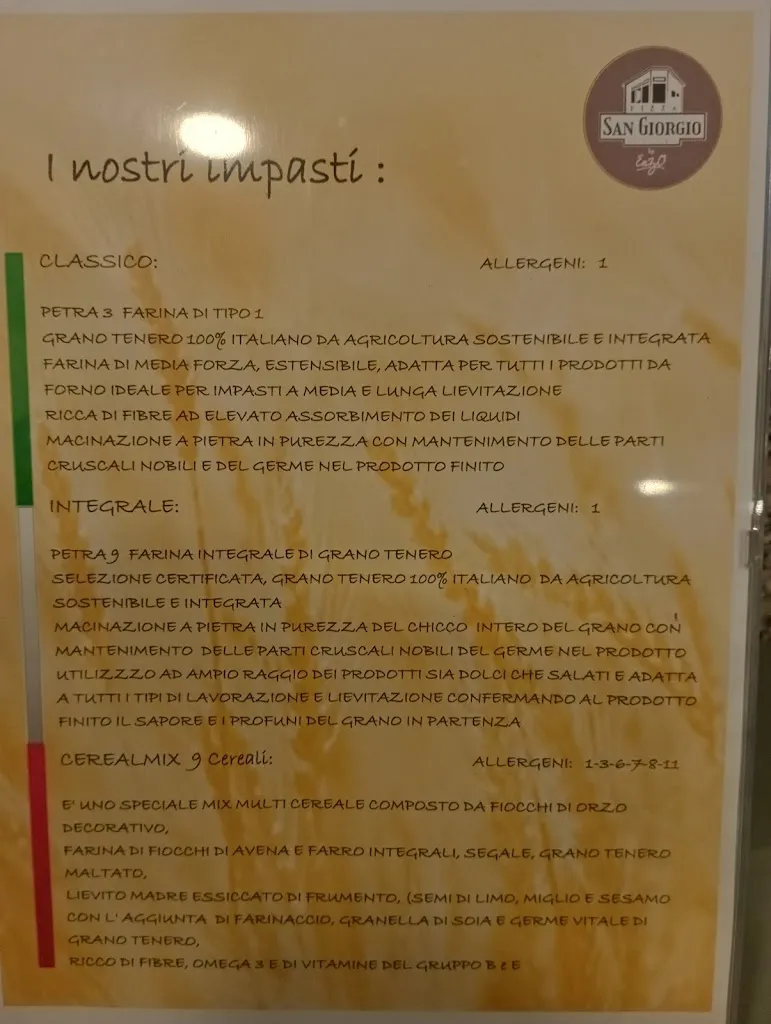 PIZZA
SAN GIORGIO
by
EnzO
I nostri impasti :
CLASSICO: ALLERGENI: 1
PETRA 3 FARINA DI TIPO 1
GRANO TENERO 100% ITALIANO DA AGRICOLTURA SOSTENIBILE E INTEGRATA
FARINA DI MEDIA FORZA, ESTENSIBILE, ADATTA PER TUTTI I PRODOTTI DA
FORNO IDEALE PER IMPASTI A MEDIA E LUNGA LIEVITAZIONE
RICCA DI FIBRE AD ELEVATO ASSORBIMENTO DEI LIQUIDI
MACINAZIONE A PIETRA IN PUREZZA CON MANTENIMENTO DELLE PARTI
CRUSCALI NOBILI E DEL GERME NEL PRODOTTO FINITO
INTEGRALE: ALLERGENI: 1
PETRA 9 FARINA INTEGRALE DI GRANO TENERO
SELEZIONE CERTIFICATA, GRANO TENERO 100% ITALIANO DA AGRICOLTURA
SOSTENIBILE E INTEGRATA
MACINAZIONE A PIETRA IN PUREZZA DEL CHICCO INTERO DEL GRANO CON
MANTENIMENTO DELLE PARTI CRUSCALI NOBILI DEL GERME NEL PRODOTTO
UTILIZZZO AD AMPIO RAGGIO DEI PRODOTTI SIA DOLCI CHE SALATI E ADATTA
A TUTTI I TIPI DI LAVORAZIONE E LIEVITAZIONE CONFERMANDO AL PRODOTTO
FINITO IL SAPORE E I PROFUNI DEL GRANO IN PARTENZA
CEREALMIX 9 Cereali: ALLERGENI: 1-3-6-7-8-11
E' UNO SPECIALE MIX MULTI CEREALE COMPOSTO DA FIOCCHI DI ORZO
DECORATIVO,
FARINA DI FIOCCHI DI AVENA E FARRO INTEGRALI, SEGALE, GRANO TENERO
MALTATO,
LIEVITO MADRE ESSICCATO DI FRUMENTO, (SEMI DI LIMO, MIGLIO E SESAMO
CON L' AGGIUNTA DI FARINACCIO, GRANELLA DI SOIA E GERME VITALE DI
GRANO TENERO,
RICCO DI FIBRE, OMEGA 3 E DI VITAMINE DEL GRUPPO B e E